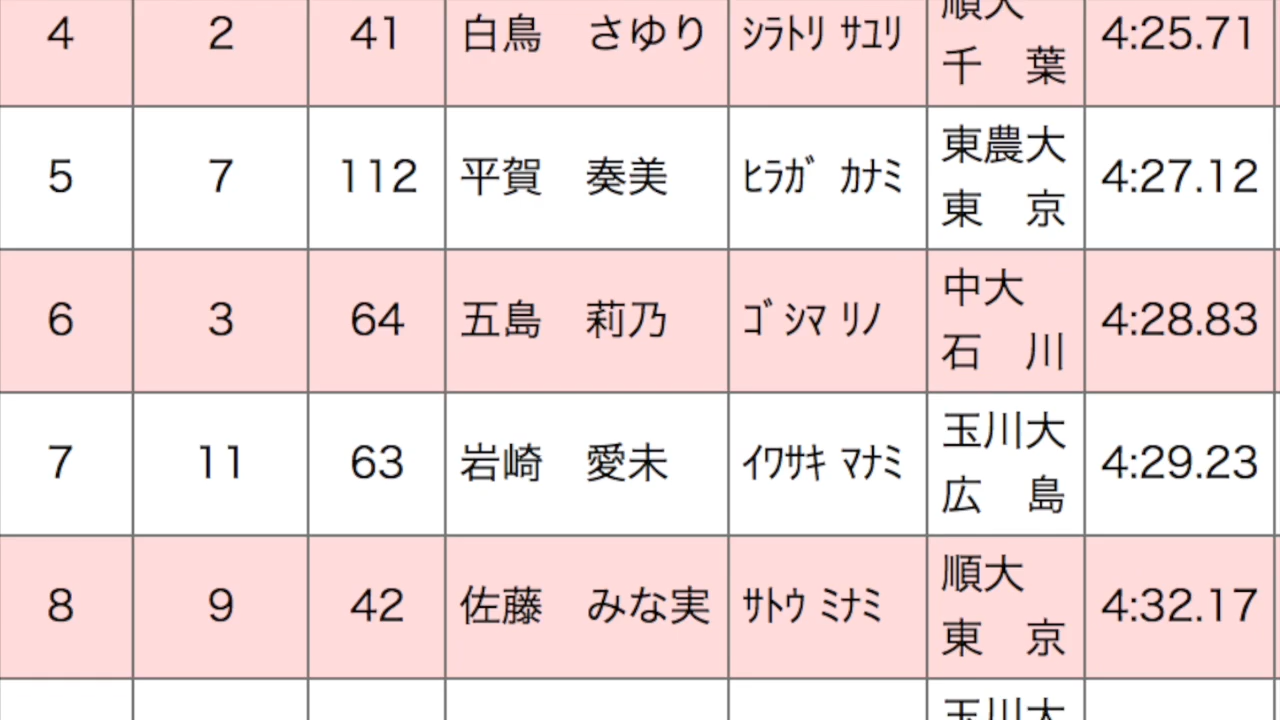 4 2 41 白鳥　さゆり ｼﾗﾄﾘ ｻﾕﾘ 順大
千　葉 4:25.71
5 7 112 平賀　奏美 ﾋﾗｶﾞ ｶﾅﾐ 東農大
東　京 4:27.12
6 3 64 五島　莉乃 ｺﾞｼﾏ ﾘﾉ 中大
石　川 4:28.83
7 11 63 岩崎　愛未 ｲﾜｻｷ ﾏﾅﾐ 玉川大
広　島 4:29.23
8 9 42 佐藤　みな実 ｻﾄｳ ﾐﾅﾐ 順大
東　京 4:32.17
玉川大